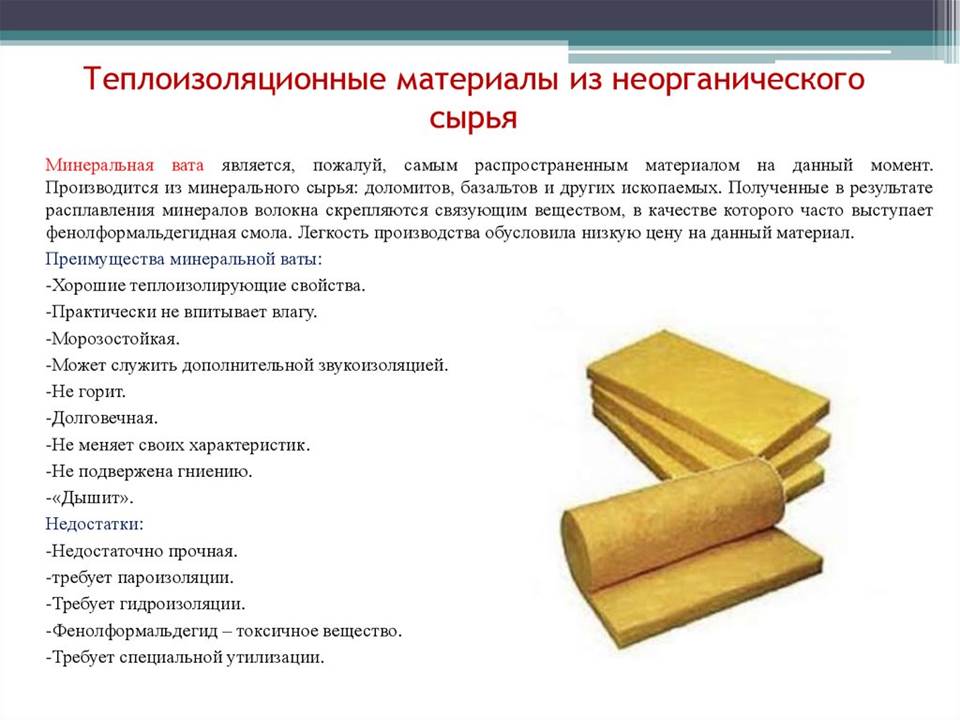 Теплоизоляционные материалы из неорганического
сырья
Минеральная вата является, пожалуй, самым распространенным материалом на данный момент.
Производится из минерального сырья: доломитов, базальтов и других ископаемых. Полученные в результате
расплавления минералов волокна скрепляются связующим веществом, в качестве которого часто выступает
фенолформальдегидная смола. Легкость производства обусловила низкую цену на данный материал.
Преимущества минеральной ваты:
-Хорошие теплоизолирующие свойства.
-Практически не впитывает влагу.
-Морозостойкая.
-Может служить дополнительной звукоизоляцией.
-Не горит.
-Долговечная.
-Не меняет своих характеристик.
-Не подвержена гниению.
-«Дышит».
Недостатки:
-Недостаточно прочная.
-требует пароизоляции.
-Требует гидроизоляции.
-Фенолформальдегид – токсичное вещество.
-Требует специальной утилизации.